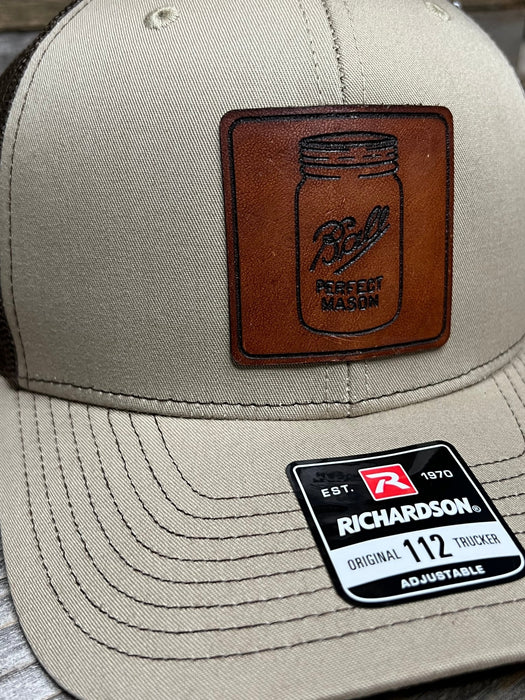 Ball
PERFECT
MASON
EST. R 1970
RICHARDSON®
ORIGINAL 112 TRUCKER
ADJUSTABLE